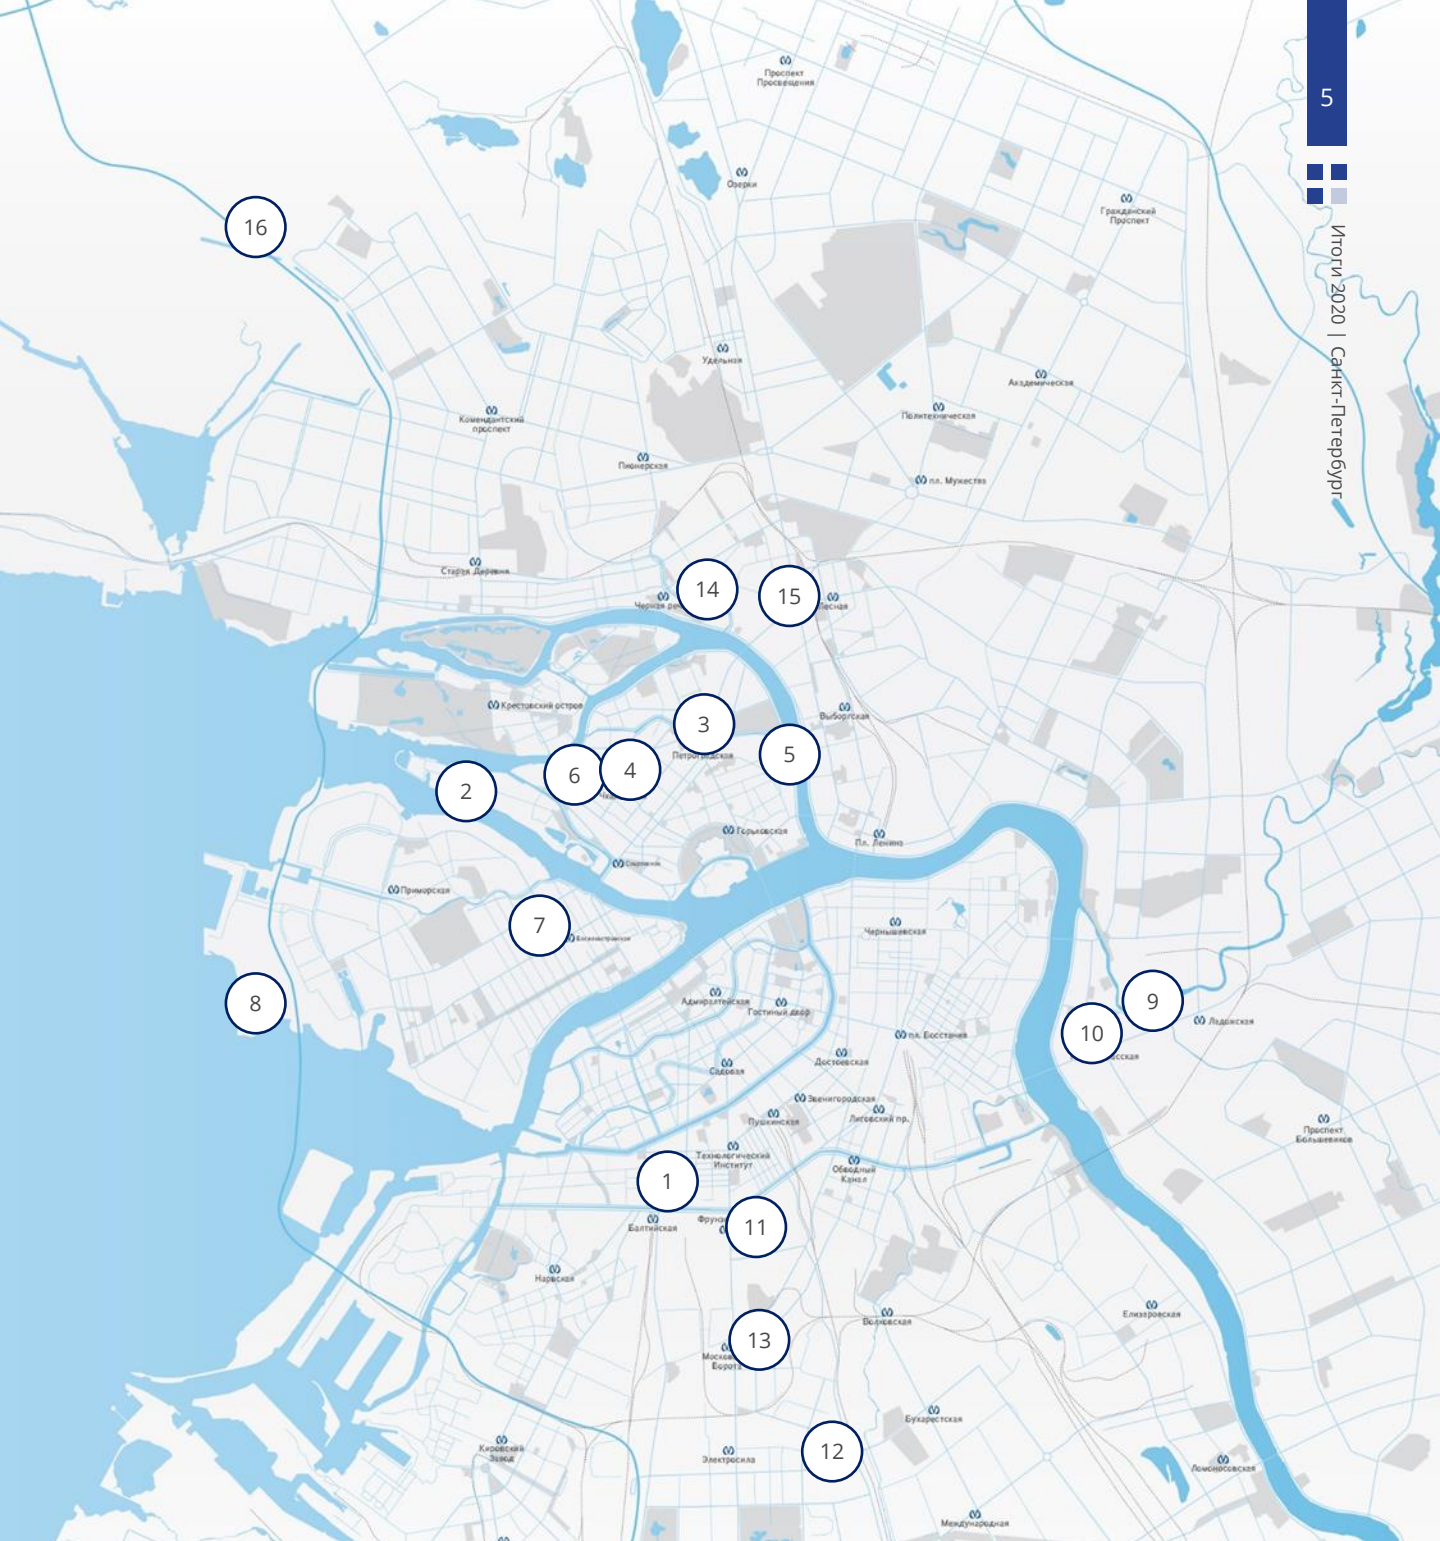 5
Итоги 2020 | Санкт-Петербург
Проспект
Просвещения
Озерки
Гражданский
Проспект
16
Удельная
Академическая
Комендантский
проспект
Политехническая
Пионерская
пл. Мужества
Старая Деревня
14
15
Черная
Лесная
Крестовский остров
3
Выборгская
Петроградская
5
6
4
2
Горьковская
Пл. Ленина
Спортивная
Приморская
7
Василеостровская
Чернышевская
8
Адмиралтейская
Гостиный двор
9
10
Ладожская
пл. Восстания
Достоевская
Садовая
Звенигородская
Пушкинская
Лиговский пр.
Проспект
Большевиков
Технологический
Институт
Обводный
Канал
1
11
Балтийская
Нарвская
Елизаровская
Волковская
13
Ворота
Бухарестская
12
Кировский
Завод
Электросила
Ломоносовская
Международная